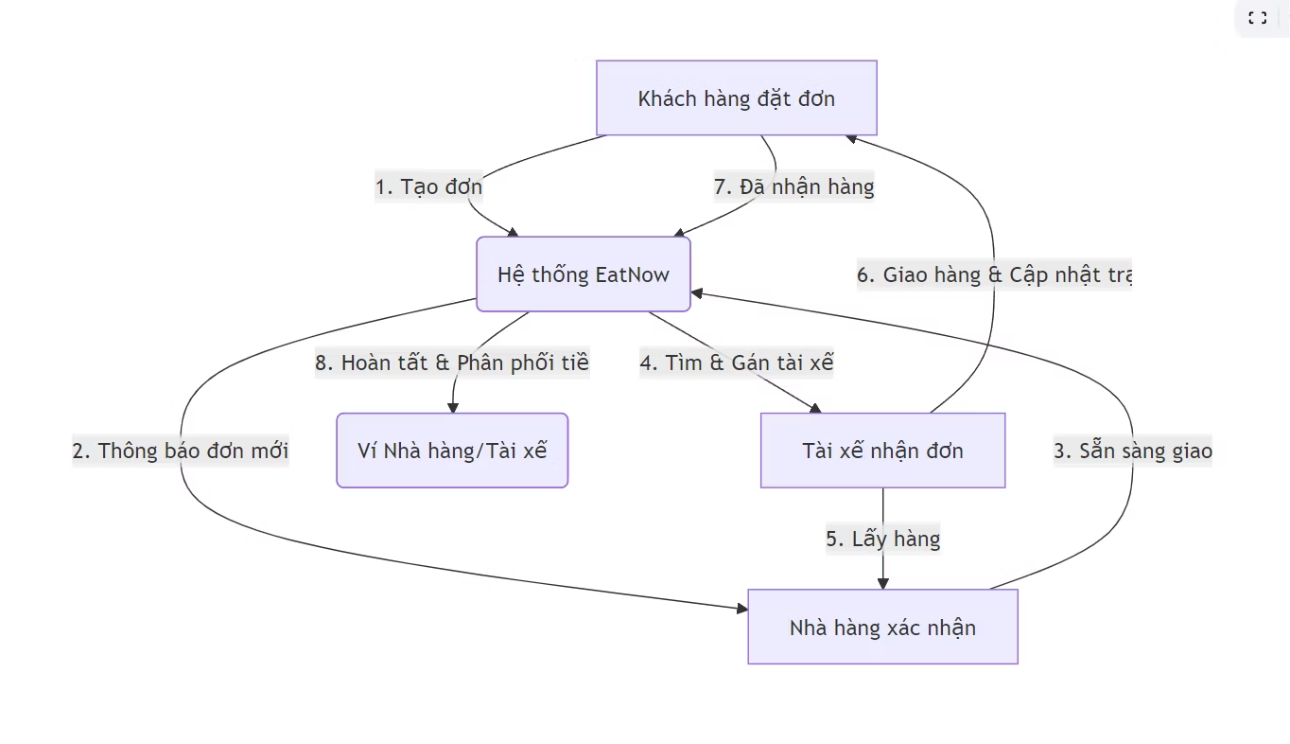 Khách hàng đặt đơn
1. Tạo đơn
7. Đã nhận hàng
Hệ thống EatNow
6. Giao hàng & Cập nhật
8. Hoàn tất & Phân phối tiề
4. Tìm & Gán tài xế
2. Thông báo đơn mới
Ví Nhà hàng/Tài xế
Tài xế nhận đơn
3. Sẵn sàng giao
5. Lấy hàng
Nhà hàng xác nhận